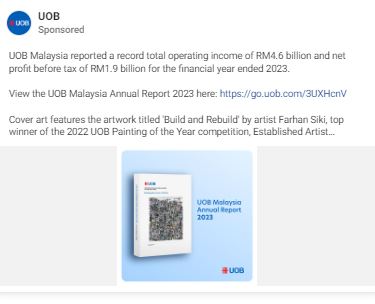 UOB
Sponsored
UOB Malaysia reported a record total operating income of RM4.6 billion and net
profit before tax of RM1.9 billion for the financial year ended 2023.
View the UOB Malaysia Annual Report 2023 here: https://go.uob.com/3UXHcnV
Cover art features the artwork titled 'Build and Rebuild' by artist Farhan Siki, top
winner of the 2022 UOB Painting of the Year competition, Established Artist...
UOB
UOB Malaysia
Annual Report
2023
UOB